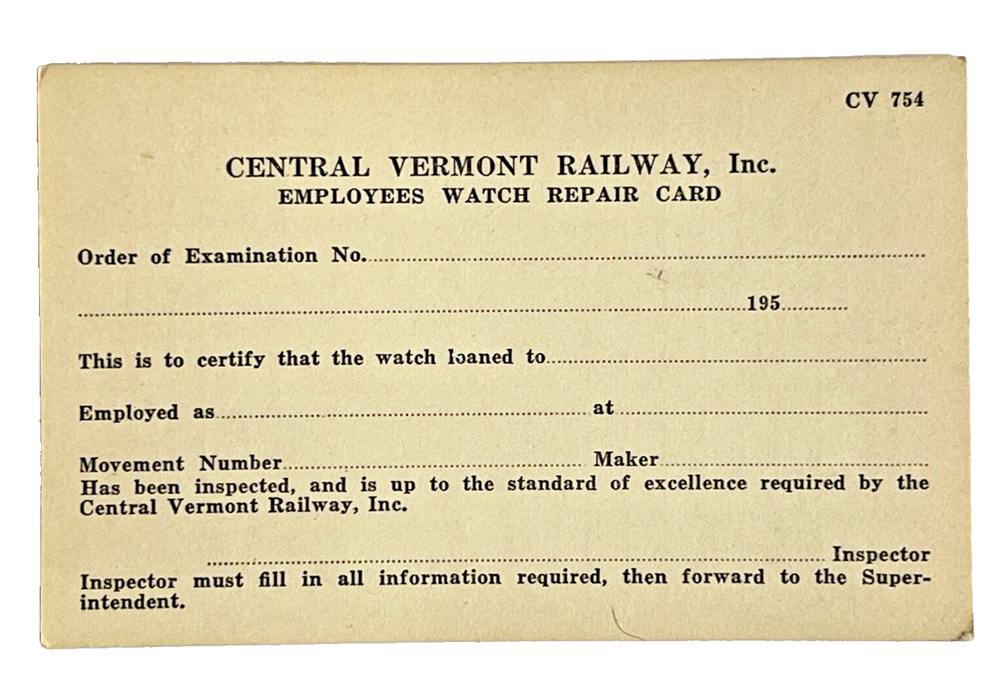 CV 754
CENTRAL VERMONT RAILWAY, Inc.
EMPLOYEES WATCH REPAIR CARD
Order of Examination No.
195
This is to certify that the watch loaned to
Employed as at
Movement Number Maker
Has been inspected, and is up to the standard of excellence required by the
Central Vermont Railway, Inc.
Inspector
Inspector must fill in all information required, then forward to the Super-
intendent.